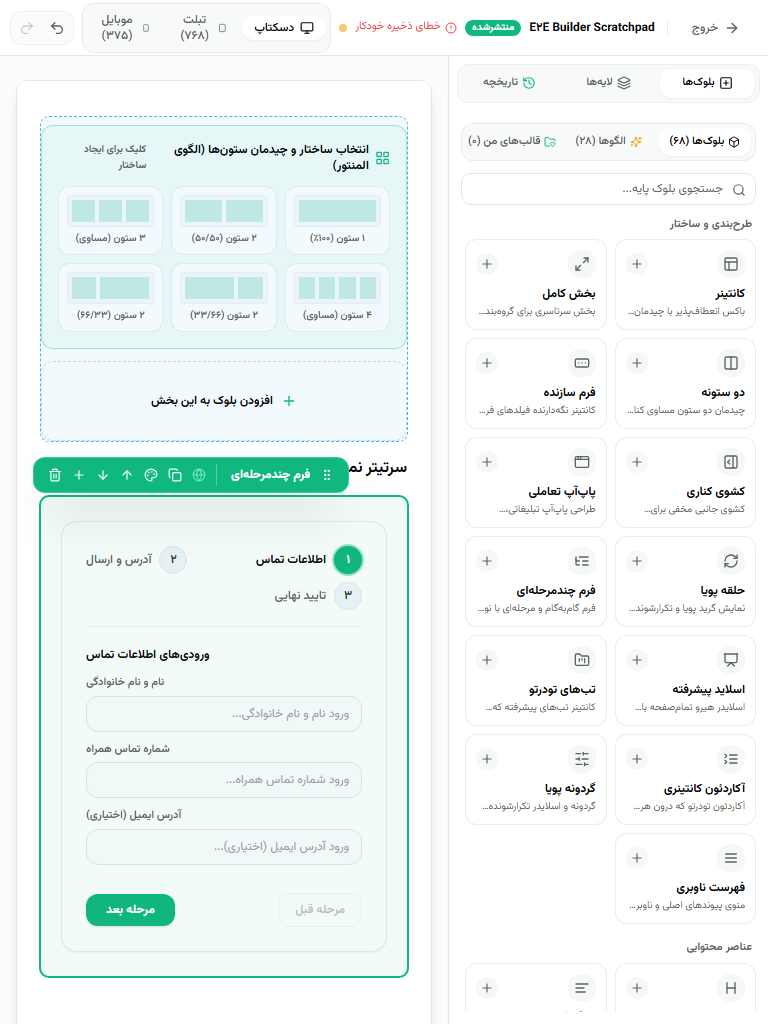 خروج
E2E Builder Scratchpad
منتشرشده
خطای ذخیره خودکار
دسکتاپ
تبلت (۷۶۸)
موبایل (۳۷۵)
بلوک‌ها
لایه‌ها
تاریخچه
بلوک‌ها (۶۸)
الگوها (۲۸)
قالب‌های من (۰)
جستجوی بلوک پایه...
طرح‌بندی و ساختار
کانتینر
باکس انعطاف‌پذیر با چیدمان...
بخش کامل
بخش سرتاسری برای گروه‌بند...
دو ستونه
چیدمان دو ستون مساوی کنا...
فرم سازنده
کانتینر نگه‌دارنده فیلدهای فر...
کشوی کناری
کشوی جانبی مخفی برای...
پاپ‌آپ تعاملی
طراحی پاپ‌آپ تبلیغاتی،...
حلقه پویا
نمایش گرید پویا و تکرارشوند...
فرم چندمرحله‌ای
فرم گام‌به‌گام و مرحله‌ای با نو...
اسلاید پیشرفته
اسلایدر هیرو تمام‌صفحه با...
تب‌های تودرتو
کانتینر تب‌های پیشرفته که...
آکاردئون کانتینری
آکاردئون تودرتو که درون هر...
گردونه پویا
گردونه و اسلایدر تکرارشونده...
فهرست ناوبری
منوی پیوندهای اصلی و ناوبر...
عناصر محتوایی
انتخاب ساختار و چیدمان ستون‌ها (الگوی المنتور)
کلیک برای ایجاد ساختار
۱ ستون (۱۰۰٪)
۲ ستون (۵۰/۵۰)
۳ ستون (مساوی)
۴ ستون (مساوی)
۲ ستون (۳۳/۶۶)
۲ ستون (۶۶/۳۳)
افزودن بلوک به این بخش
سرتیتر نم
فرم چندمرحله‌ای
۱ اطلاعات تماس
۲ آدرس و ارسال
۳ تایید نهایی
ورودی‌های اطلاعات تماس
نام و نام خانوادگی
ورود نام و نام خانوادگی...
شماره تماس همراه
ورود شماره تماس همراه...
آدرس ایمیل (اختیاری)
ورود آدرس ایمیل (اختیاری)...
مرحله قبل
مرحله بعد